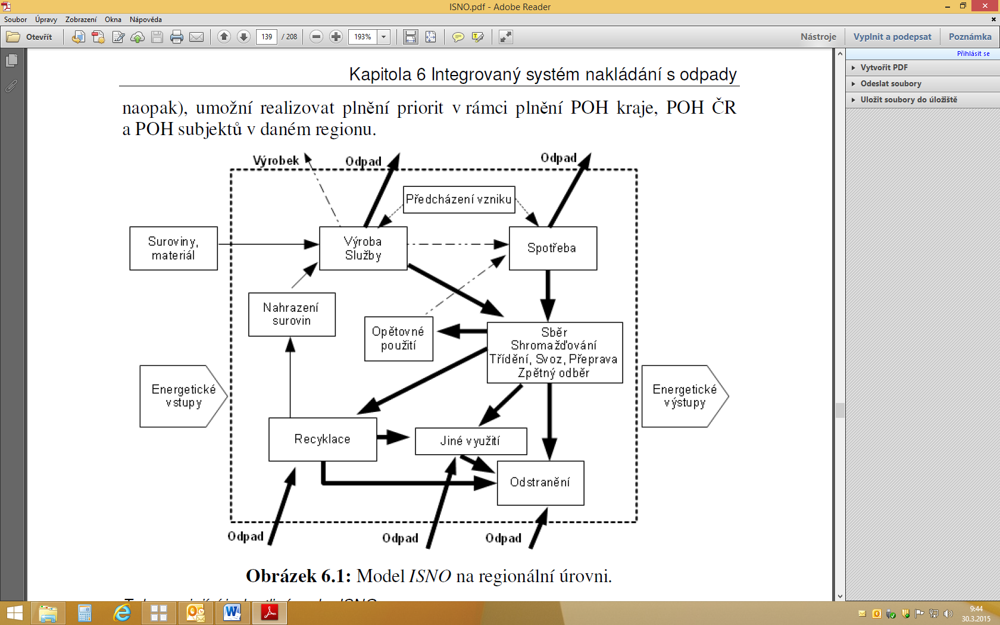 ISNO.pdf - Adobe Reader
Soubor Úpravy Zobrazení Okna Nápověda
Otevřít 139 / 208 193% Nástroje Vyplnit a podepsat Poznámka
Přihlásit se
Vytvořit PDF
Odeslat soubory
Uložit soubory do úložiště
Kapitola 6 Integrovaný systém nakládání s odpady
naopak), umožní realizovat plnění priorit v rámci plnění POH kraje, POH ČR
a POH subjektů v daném regionu.
Výrobek
Odpad
Odpad
Předcházení vzniku
Suroviny,
materiál
Výroba
Služby
Spotřeba
Nahrazení
surovin
Opětovné
použití
Sběr
Shromažďování
Třídění, Svoz, Přeprava
Zpětný odběr
Energetické
vstupy
Energetické
výstupy
Recyklace
Jiné využití
Odstranění
Odpad
Odpad
Odpad
Obrázek 6.1: Model ISNO na regionální úrovni.
9:44
30.3.2015